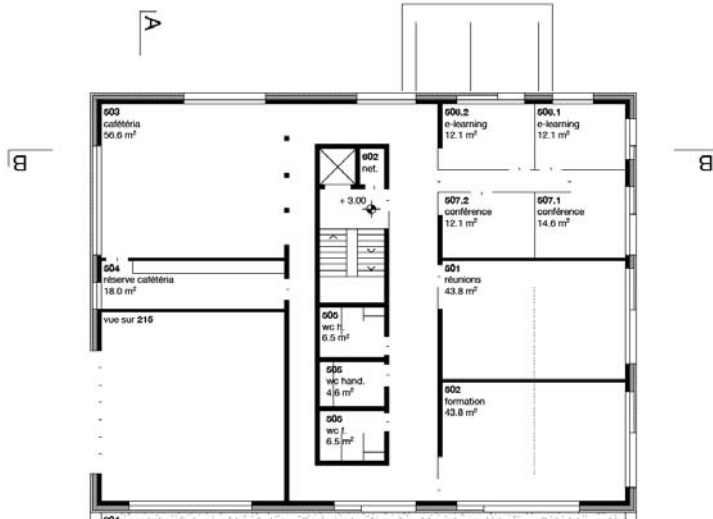 A
B
B
503
cafétéria
56.6 m²
502
net.
506.2
e-learning
12.1 m²
506.1
e-learning
12.1 m²
+ 3.00
507.2
conférence
12.1 m²
507.1
conférence
14.6 m²
504
réserve cafétéria
18.0 m²
501
réunions
43.8 m²
vue sur 215
505
wc h.
6.5 m²
505
wc hand.
4.6 m²
502
formation
43.8 m²
505
wc f.
6.5 m²